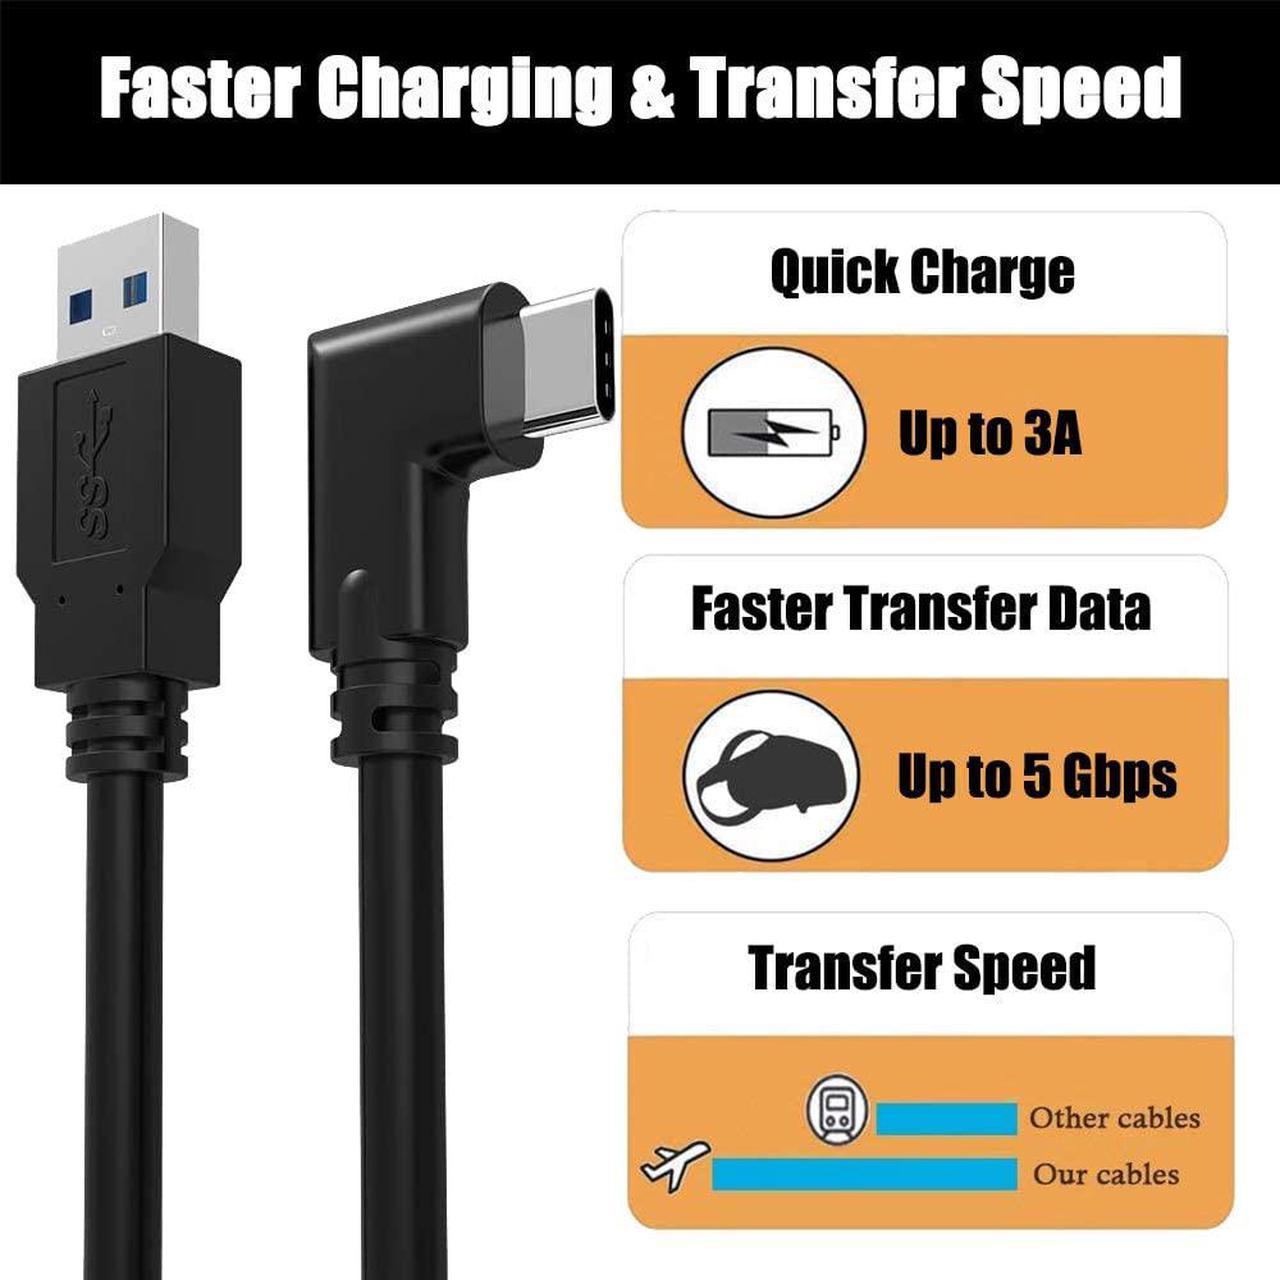 Faster Charging & Transfer Speed
SS
Quick Charge
Up to 3A
Faster Transfer Data
Up to 5 Gbps
Transfer Speed
Other cables
Our cables